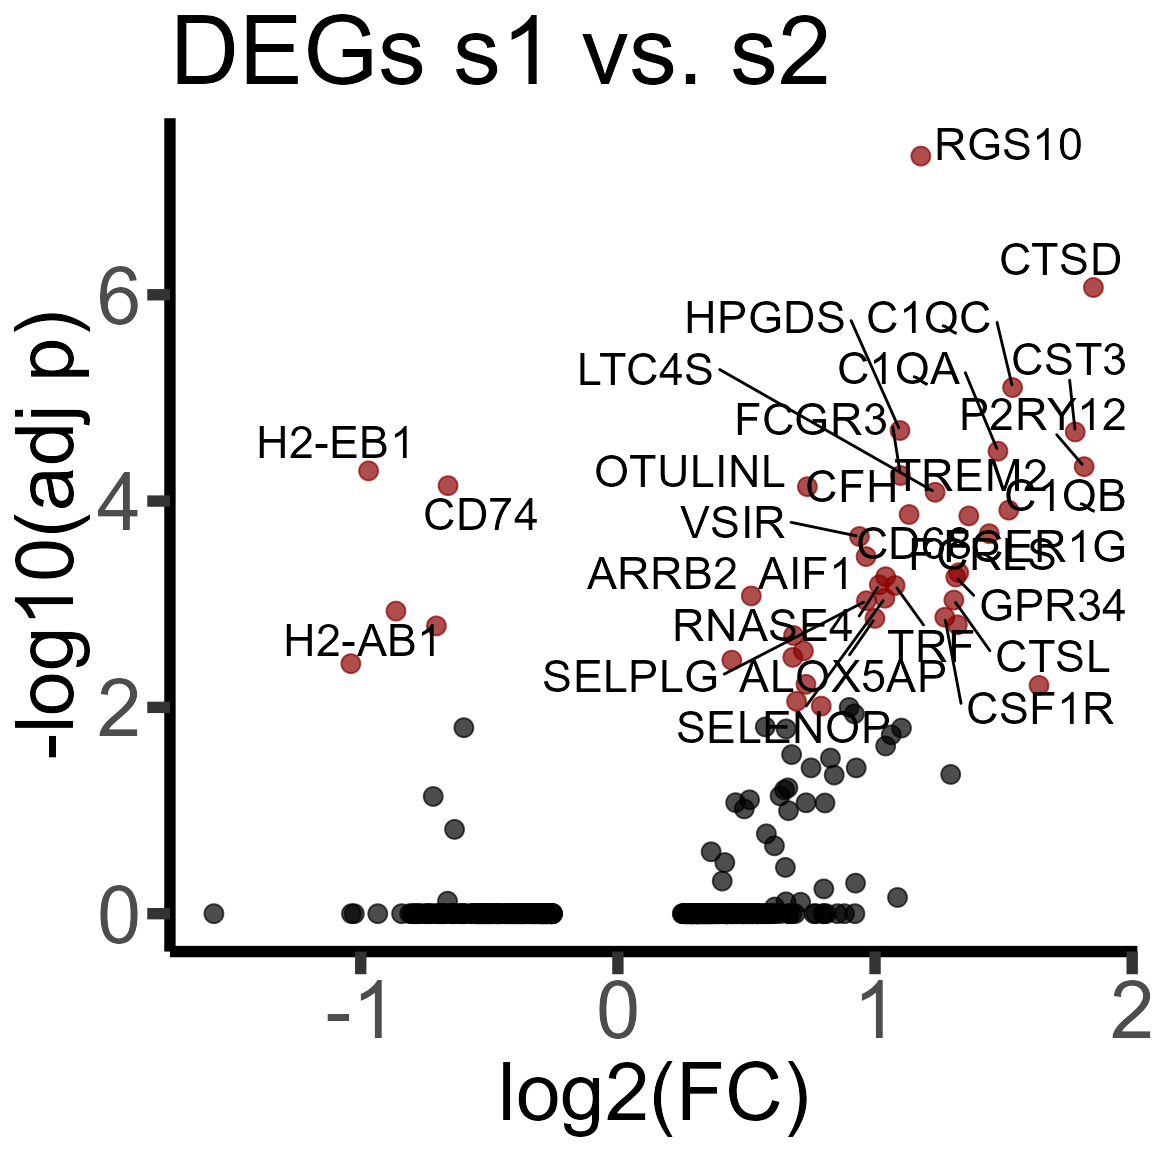 DEGs s1 vs. s2
RGS10
CTSD
HPGDS
C1QC
CST3
LTC4S
C1QA
P2RY12
FCGR3
H2-EB1
OTULINL
CFH
TREM2
C1QB
CD74
VSIR
CD68
FCER1G
FCRLS
ARRB2
AIF1
GPR34
RNASE4
H2-AB1
TRF
CTSL
SELPLG
ALOX5AP
CSF1R
SELENOP
6
4
2
0
-log10(adj p)
-1
0
1
2
log2(FC)